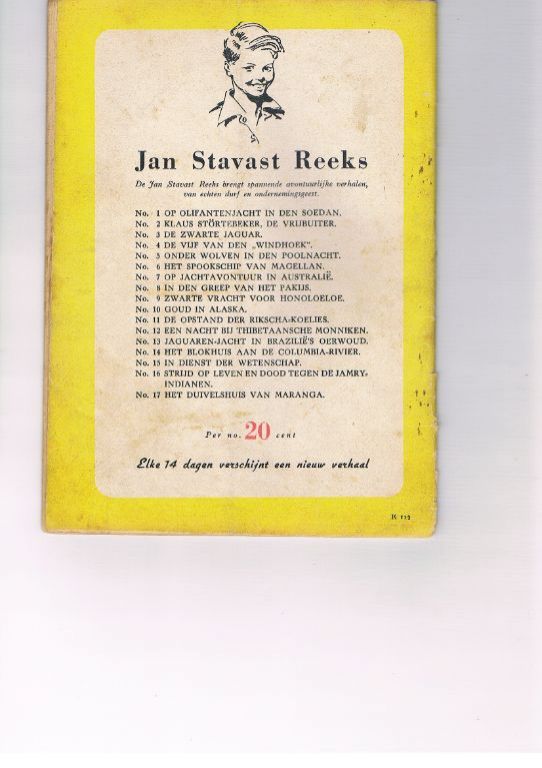 Jan Stavast Reeks
De Jan Stavast Reeks brengt spannende avontuurlijke verhalen,
van echten durf en ondernemingsgeest.
No. 1 OP OLIFANTENJACHT IN DEN SOEDAN.
No. 2 KLAUS STÖRTEBEKER, DE VRIJBUITER.
No. 3 DE ZWARTE JAGUAR.
No. 4 DE VIJF VAN DEN „WINDHOEK".
No. 5 ONDER WOLVEN IN DEN POOLNACHT.
No. 6 HET SPOOKSCHIP VAN MAGELLAN.
No. 7 OP JACHTAVONTUUR IN AUSTRALIË.
No. 8 IN DEN GREEP VAN HET PAKIJS.
No. 9 ZWARTE VRACHT VOOR HONOLOELOE.
No. 10 GOUD IN ALASKA.
No. 11 DE OPSTAND DER RIKSCHA-KOELIES.
No. 12 EEN NACHT BIJ THIBETAANSCHE MONNIKEN.
No. 13 JAGUAREN-JACHT IN BRAZILIË'S OERWOUD.
No. 14 HET BLOKHUIS AAN DE COLUMBIA-RIVIER.
No. 15 IN DIENST DER WETENSCHAP.
No. 16 STRIJD OP LEVEN EN DOOD TEGEN DE JAMRY-
INDIANEN.
No. 17 HET DUIVELSHUIS VAN MARANGA.
Per no. 20 cent
Elke 14 dagen verschijnt een nieuw verhaal